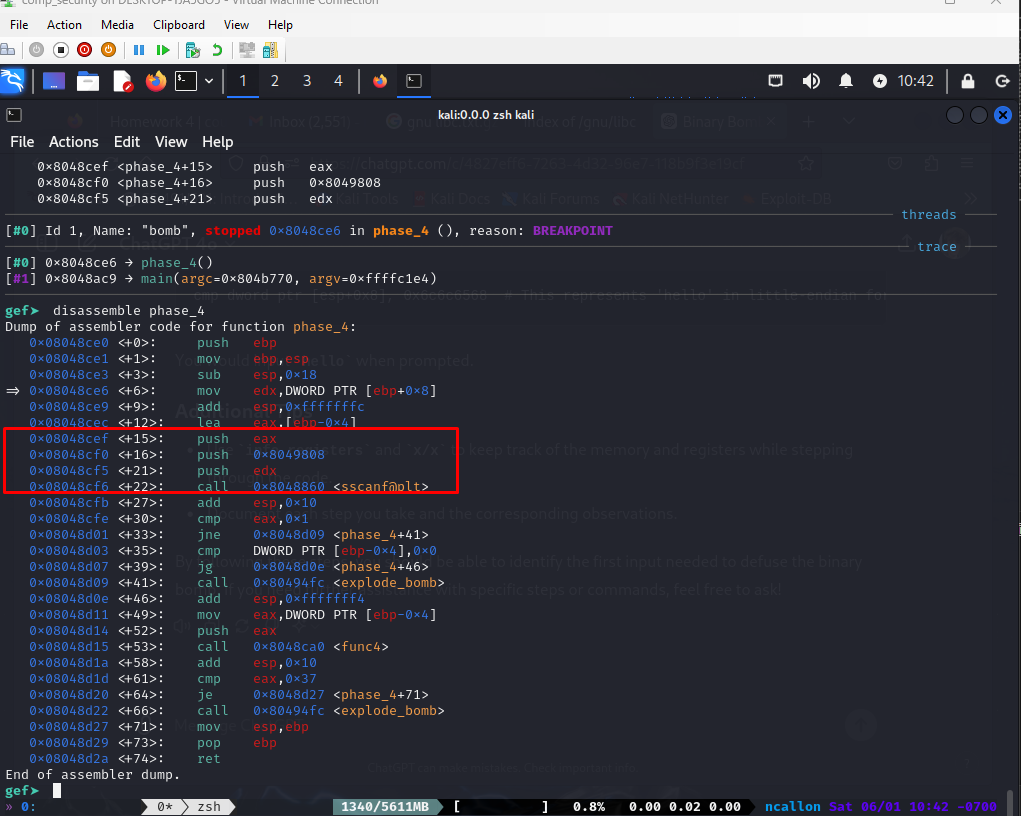 comp_security on DESKTOP-1JAJGO5 - Virtual Machine Connection
File Action Media Clipboard View Help
1 2 3 4 10:42
kali:0.0.0 zsh kali
File Actions Edit View Help
0×8048cef <phase_4+15> push eax
0×8048cf0 <phase_4+16> push 0×8049808
0×8048cf5 <phase_4+21> push edx
threads
[#0] Id 1, Name: "bomb", stopped 0×8048ce6 in phase_4 (), reason: BREAKPOINT
trace
[#0] 0×8048ce6 → phase_4()
[#1] 0×8048ac9 → main(argc=0×804b770, argv=0×ffffc1e4)
gef➤ disassemble phase_4
Dump of assembler code for function phase_4:
0×08048ce0 <+0>: push ebp
0×08048ce1 <+1>: mov ebp,esp
0×08048ce3 <+3>: sub esp,0×18
⇒ 0×08048ce6 <+6>: mov edx,DWORD PTR [ebp+0×8]
0×08048ce9 <+9>: add esp,0×fffffffc
0×08048cec <+12>: lea eax,[ebp-0×4]
0×08048cef <+15>: push eax
0×08048cf0 <+16>: push 0×8049808
0×08048cf5 <+21>: push edx
0×08048cf6 <+22>: call 0×8048860 <sscanf@plt>
0×08048cfb <+27>: add esp,0×10
0×08048cfe <+30>: cmp eax,0×1
0×08048d01 <+33>: jne 0×8048d09 <phase_4+41>
0×08048d03 <+35>: cmp DWORD PTR [ebp-0×4],0×0
0×08048d07 <+39>: jg 0×8048d0e <phase_4+46>
0×08048d09 <+41>: call 0×80494fc <explode_bomb>
0×08048d0e <+46>: add esp,0×fffffff4
0×08048d11 <+49>: mov eax,DWORD PTR [ebp-0×4]
0×08048d14 <+52>: push eax
0×08048d15 <+53>: call 0×8048ca0 <func4>
0×08048d1a <+58>: add esp,0×10
0×08048d1d <+61>: cmp eax,0×37
0×08048d20 <+64>: je 0×8048d27 <phase_4+71>
0×08048d22 <+66>: call 0×80494fc <explode_bomb>
0×08048d27 <+71>: mov esp,ebp
0×08048d29 <+73>: pop ebp
0×08048d2a <+74>: ret
End of assembler dump.
gef➤
» 0: 0* zsh 1340/5611MB [ ] 0.8% 0.00 0.02 0.00 ncallon Sat 06/01 10:42 -0700